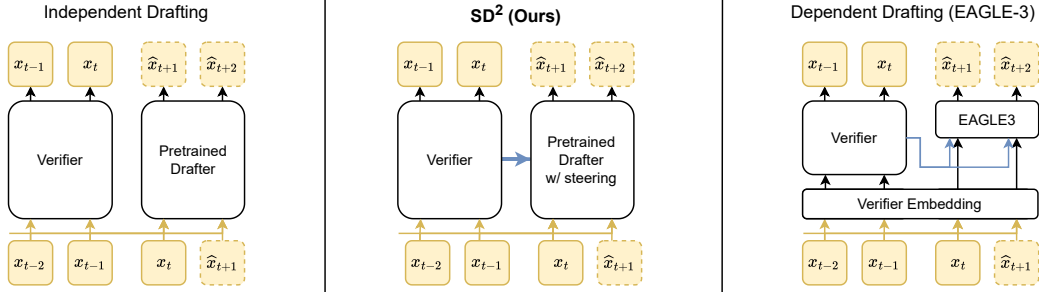 Independent Drafting
x_{t-1} x_t x̂_{t+1} x̂_{t+2}
Verifier
Pretrained
Drafter
x_{t-2} x_{t-1} x_t x̂_{t+1}
SD² (Ours)
x_{t-1} x_t x̂_{t+1} x̂_{t+2}
Verifier
Pretrained
Drafter
w/ steering
x_{t-2} x_{t-1} x_t x̂_{t+1}
Dependent Drafting (EAGLE-3)
x_{t-1} x_t x̂_{t+1} x̂_{t+2}
EAGLE3
Verifier
Verifier Embedding
x_{t-2} x_{t-1} x_t x̂_{t+1}